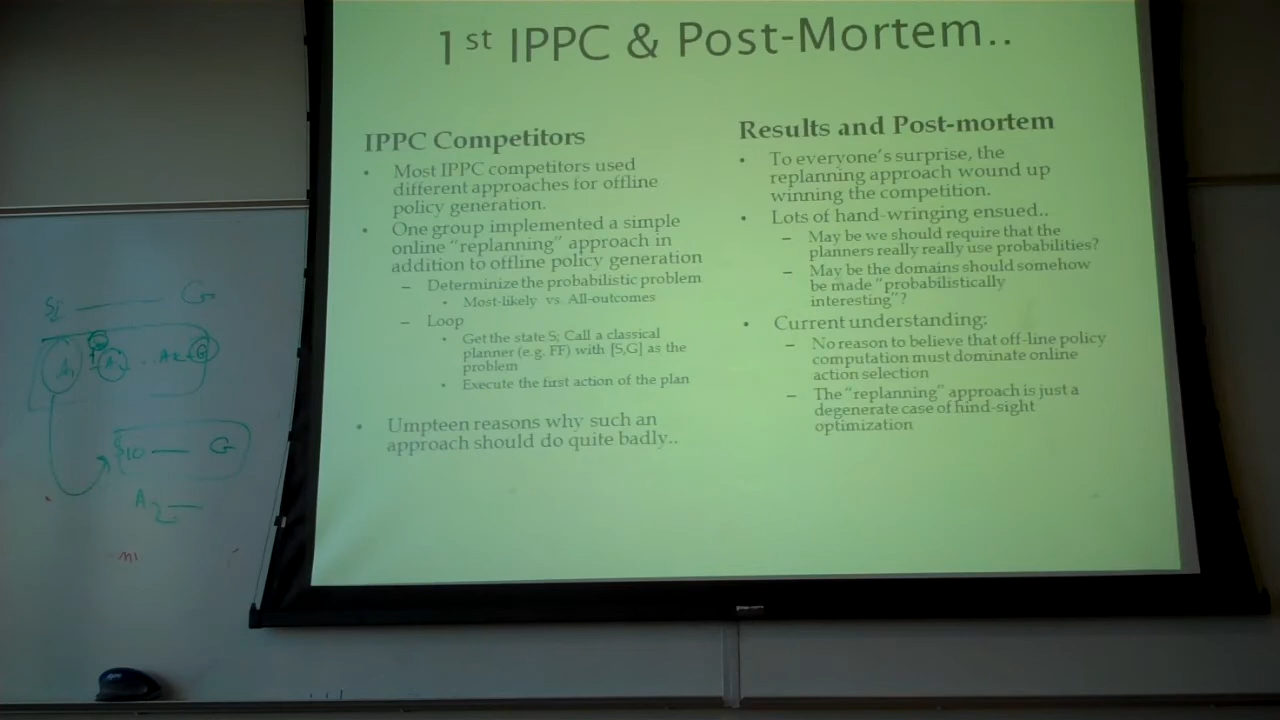 1st IPPC & Post-Mortem..
IPPC Competitors
• Most IPPC competitors used
different approaches for offline
policy generation.
• One group implemented a simple
online "replanning" approach in
addition to offline policy generation
– Determinize the probabilistic problem
• Most-likely vs. All-outcomes
– Loop
• Get the state S; Call a classical
planner (e.g. FF) with [S,G] as the
problem
• Execute the first action of the plan
• Umpteen reasons why such an
approach should do quite badly..
Results and Post-mortem
• To everyone's surprise, the
replanning approach wound up
winning the competition.
• Lots of hand-wringing ensued..
– May be we should require that the
planners really really use probabilities?
– May be the domains should somehow
be made "probabilistically
interesting"?
• Current understanding:
– No reason to believe that off-line policy
computation must dominate online
action selection
– The "replanning" approach is just a
degenerate case of hind-sight
optimization
G
A1
G
S10 — G
A2